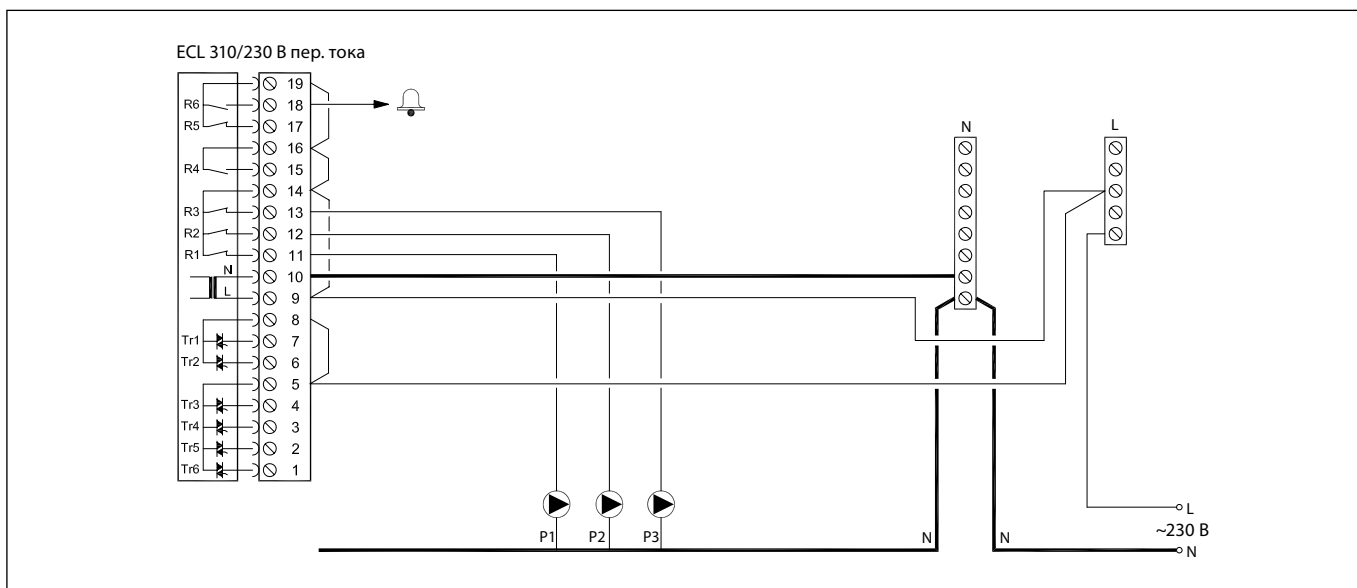 ECL 310/230 В пер. тока
19
R6 18
R5 17
16
R4 15
14
R3 13
R2 12
R1 11
N 10
L 9
8
Tr1 7
Tr2 6
5
Tr3 4
Tr4 3
Tr5 2
Tr6 1
N
L
P1 P2 P3
N N
L
~230 В
N